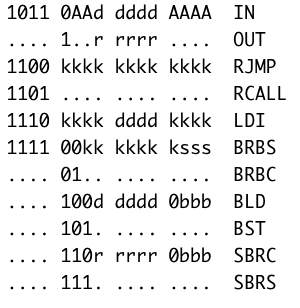 1011 0AAd dddd AAAA IN
.... 1..r rrrr .... OUT
1100 kkkk kkkk kkkk RJMP
1101 .... .... .... RCALL
1110 kkkk dddd kkkk LDI
1111 00kk kkkk ksss BRBS
.... 01.. .... .... BRBC
.... 100d dddd 0bbb BLD
.... 101. .... .... BST
.... 110r rrrr 0bbb SBRC
.... 111. .... .... SBRS